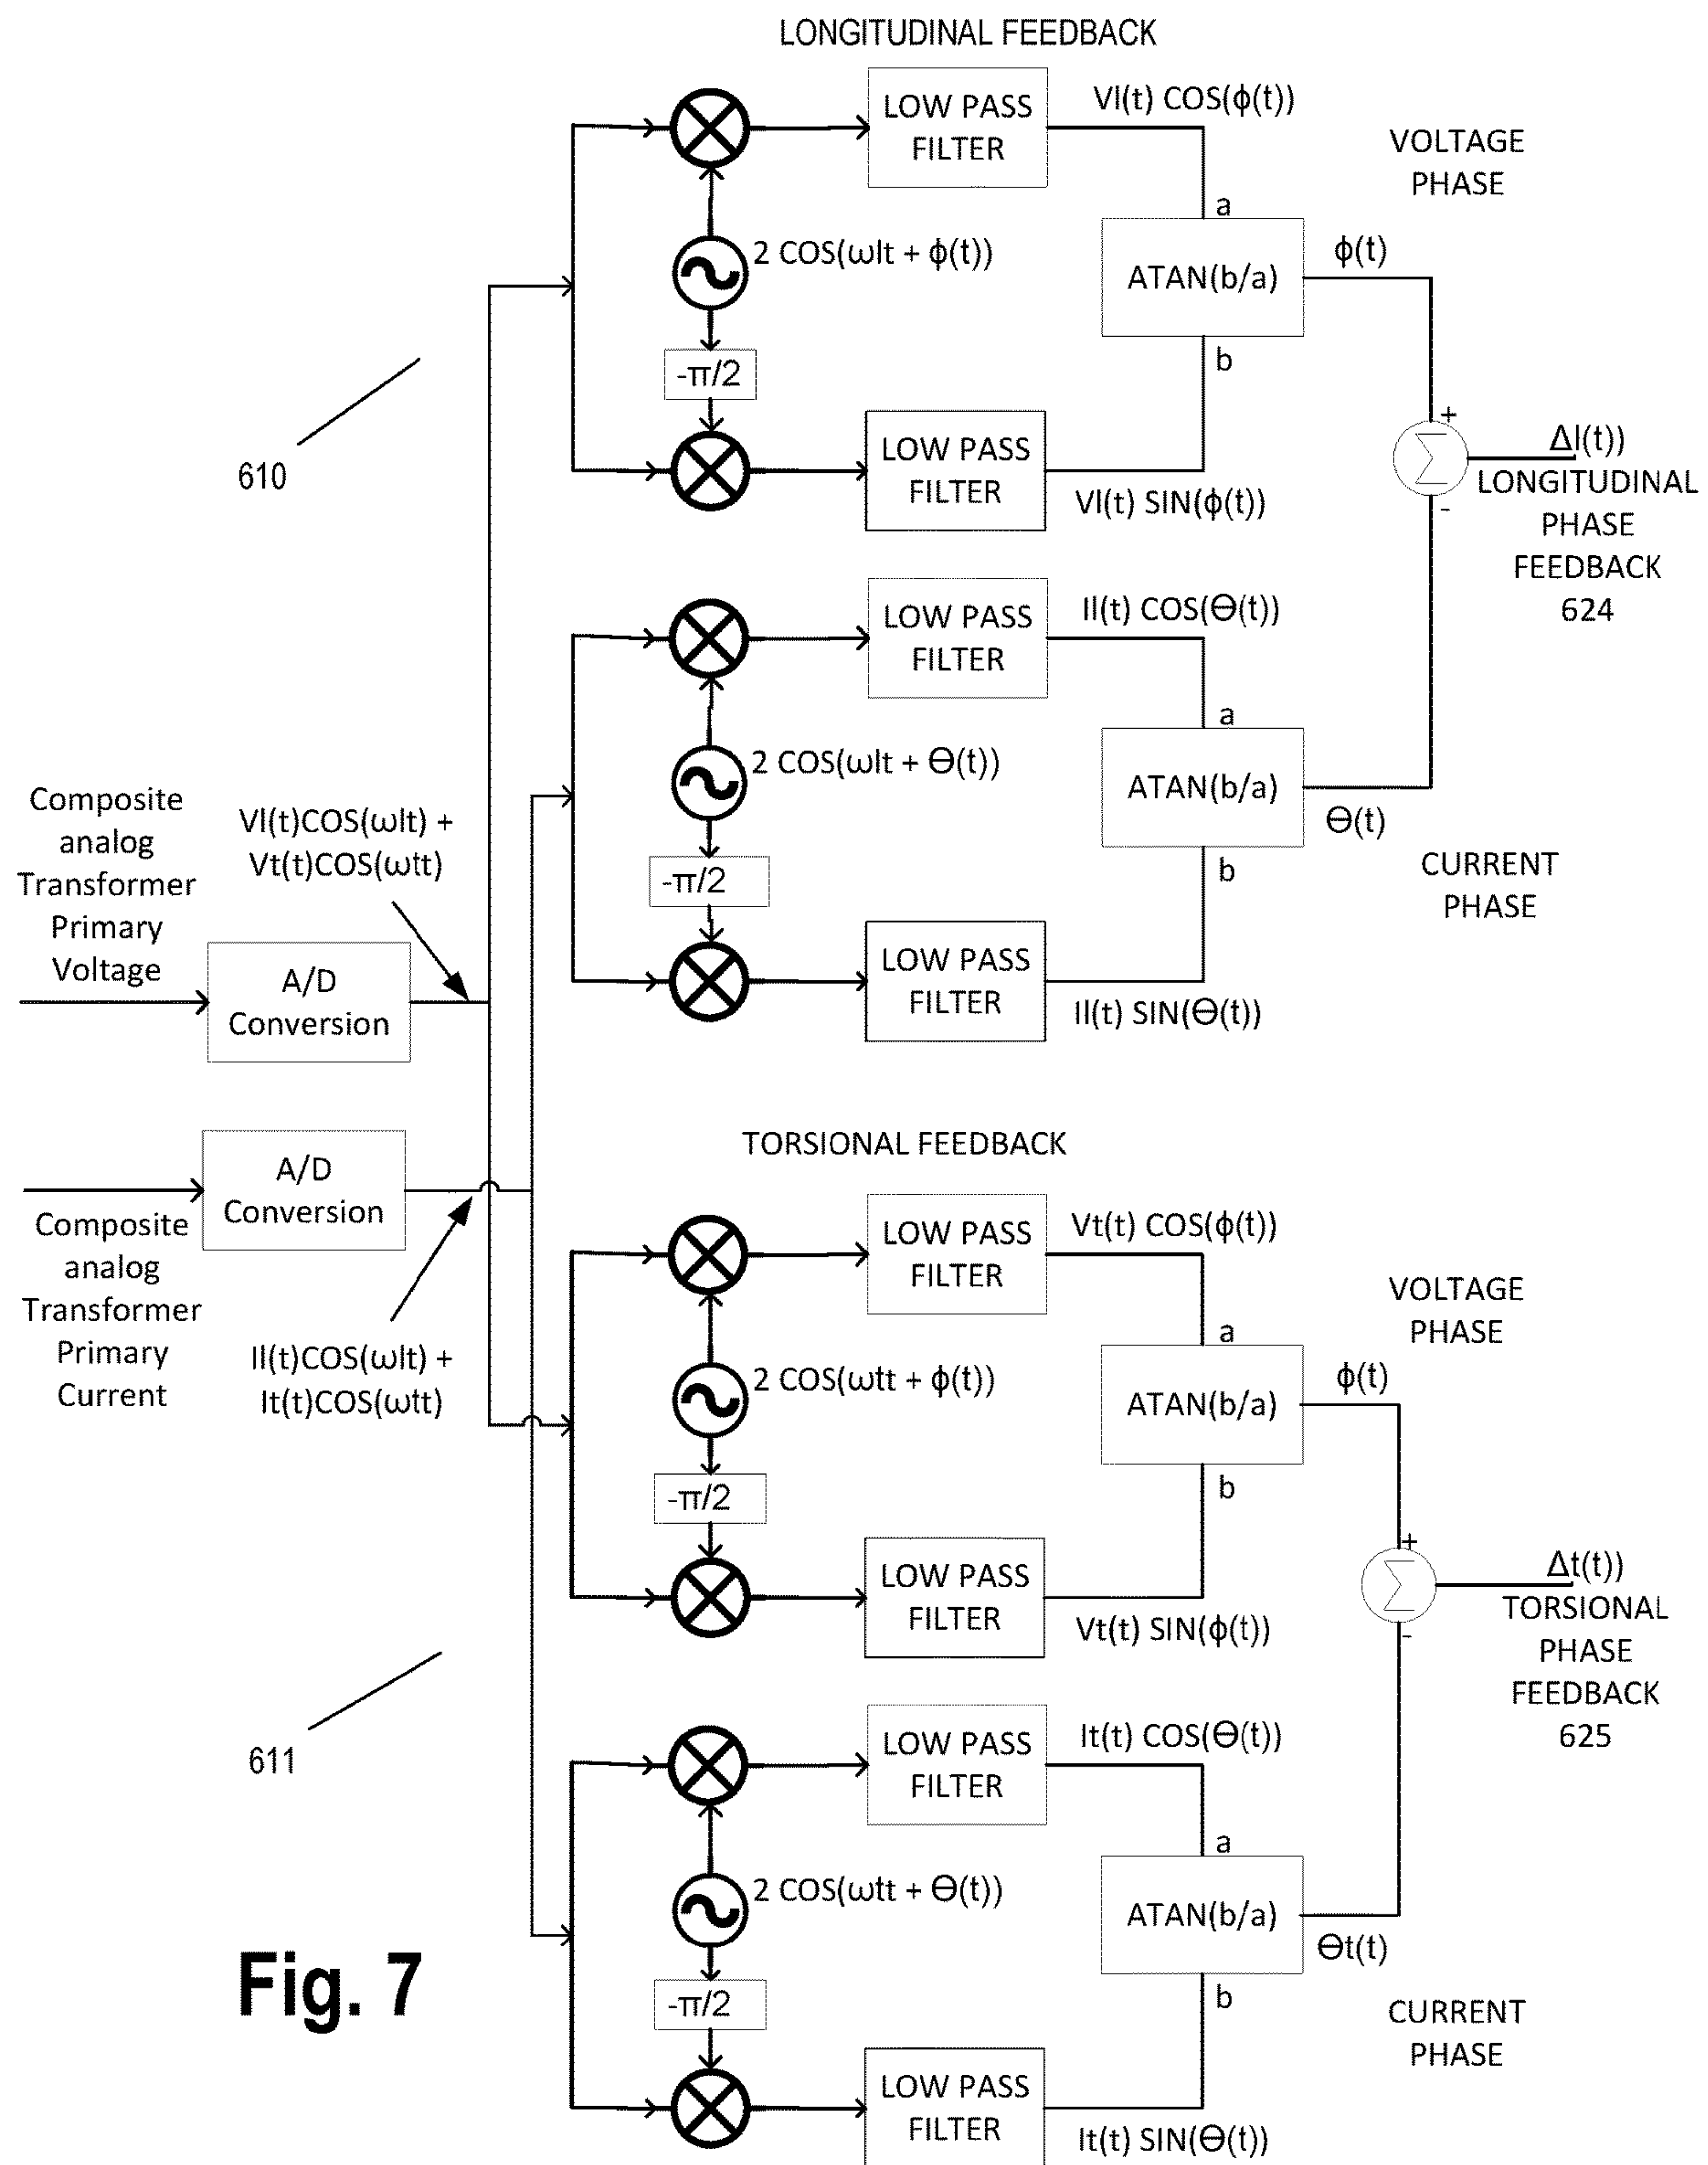 LONGITUDINAL FEEDBACK
LOW PASS
FILTER
Vl(t) COS(ϕ(t))
VOLTAGE
PHASE
a
2 COS(ωlt + ϕ(t))
ATAN(b/a)
ϕ(t)
-π/2
b
+
610
LOW PASS
FILTER
Vl(t) SIN(ϕ(t))
Σ
-
Δl(t))
LONGITUDINAL
PHASE
FEEDBACK
624
LOW PASS
FILTER
Il(t) COS(Θ(t))
a
2 COS(ωlt + Θ(t))
ATAN(b/a)
Θ(t)
-π/2
b
CURRENT
PHASE
Composite
analog
Transformer
Primary
Voltage
Vl(t)COS(ωlt) +
Vt(t)COS(ωtt)
A/D
Conversion
LOW PASS
FILTER
Il(t) SIN(Θ(t))
TORSIONAL FEEDBACK
A/D
Conversion
Composite
analog
Transformer
Primary
Current
Il(t)COS(ωlt) +
It(t)COS(ωtt)
LOW PASS
FILTER
Vt(t) COS(ϕ(t))
VOLTAGE
PHASE
a
2 COS(ωtt + ϕ(t))
ATAN(b/a)
ϕ(t)
-π/2
b
+
LOW PASS
FILTER
Vt(t) SIN(ϕ(t))
Σ
-
Δt(t))
TORSIONAL
PHASE
FEEDBACK
625
611
LOW PASS
FILTER
It(t) COS(Θ(t))
a
2 COS(ωtt + Θ(t))
ATAN(b/a)
Θt(t)
-π/2
b
CURRENT
PHASE
LOW PASS
FILTER
It(t) SIN(Θ(t))
Fig. 7